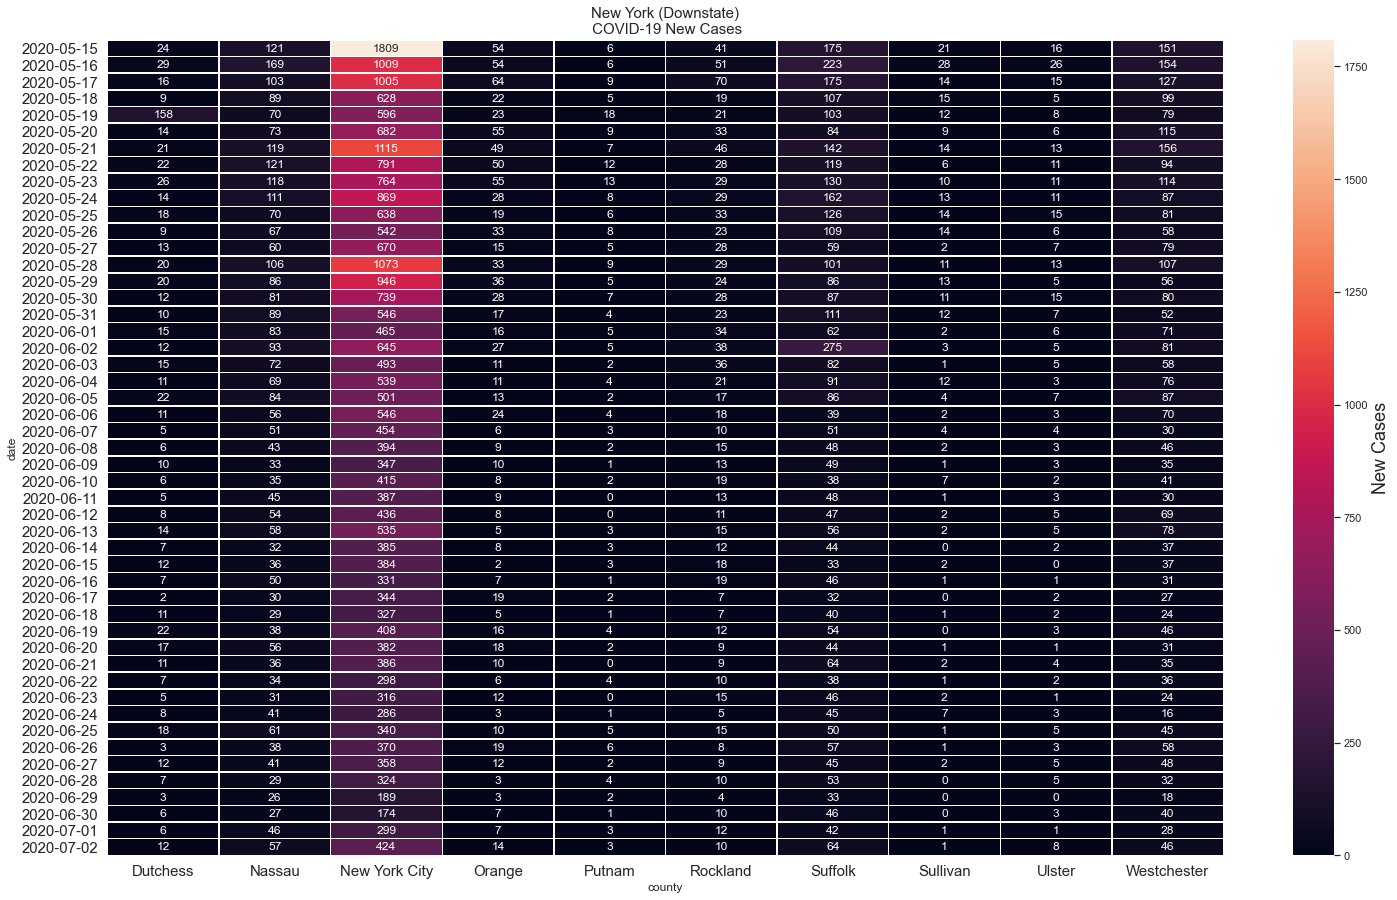 New York (Downstate)
COVID-19 New Cases
2020-05-15 24 121 1809 54 6 41 175 21 16 151
2020-05-16 29 169 1009 54 6 51 223 28 26 154
2020-05-17 16 103 1005 64 9 70 175 14 15 127
2020-05-18 9 89 628 22 5 19 107 15 5 99
2020-05-19 158 70 596 23 18 21 103 12 8 79
2020-05-20 14 73 682 55 9 33 84 9 6 115
2020-05-21 21 119 1115 49 7 46 142 14 13 156
2020-05-22 22 121 791 50 12 28 119 6 11 94
2020-05-23 26 118 764 55 13 29 130 10 11 114
2020-05-24 14 111 869 28 8 29 162 13 11 87
2020-05-25 18 70 638 19 6 33 126 14 15 81
2020-05-26 9 67 542 33 8 23 109 14 6 58
2020-05-27 13 60 670 15 5 28 59 2 7 79
2020-05-28 20 106 1073 33 9 29 101 11 13 107
2020-05-29 20 86 946 36 5 24 86 13 5 56
2020-05-30 12 81 739 28 7 28 87 11 15 80
2020-05-31 10 89 546 17 4 23 111 12 7 52
2020-06-01 15 83 465 16 5 34 62 2 6 71
2020-06-02 12 93 645 27 5 38 275 3 5 81
2020-06-03 15 72 493 11 2 36 82 1 5 58
2020-06-04 11 69 539 11 4 21 91 12 3 76
2020-06-05 22 84 501 13 2 17 86 4 7 87
2020-06-06 11 56 546 24 4 18 39 2 3 70
2020-06-07 5 51 454 6 3 10 51 4 4 30
2020-06-08 6 43 394 9 2 15 48 2 3 46
2020-06-09 10 33 347 10 1 13 49 1 3 35
2020-06-10 6 35 415 8 2 19 38 7 2 41
2020-06-11 5 45 387 9 0 13 48 1 3 30
2020-06-12 8 54 436 8 0 11 47 2 5 69
2020-06-13 14 58 535 5 3 15 56 2 5 78
2020-06-14 7 32 385 8 3 12 44 0 2 37
2020-06-15 12 36 384 2 3 18 33 2 0 37
2020-06-16 7 50 331 7 1 19 46 1 1 31
2020-06-17 2 30 344 19 2 7 32 0 2 27
2020-06-18 11 29 327 5 1 7 40 1 2 24
2020-06-19 22 38 408 16 4 12 54 0 3 46
2020-06-20 17 56 382 18 2 9 44 1 1 31
2020-06-21 11 36 386 10 0 9 64 2 4 35
2020-06-22 7 34 298 6 4 10 38 1 2 36
2020-06-23 5 31 316 12 0 15 46 2 1 24
2020-06-24 8 41 286 3 1 5 45 7 3 16
2020-06-25 18 61 340 10 5 15 50 1 5 45
2020-06-26 3 38 370 19 6 8 57 1 3 58
2020-06-27 12 41 358 12 2 9 45 2 5 48
2020-06-28 7 29 324 3 4 10 53 0 5 32
2020-06-29 3 26 189 3 2 4 33 0 0 18
2020-06-30 6 27 174 7 1 10 46 0 3 40
2020-07-01 6 46 299 7 3 12 42 1 1 28
2020-07-02 12 57 424 14 3 10 64 1 8 46
Dutchess Nassau New York City Orange Putnam Rockland Suffolk Sullivan Ulster Westchester
county
date
1750
1500
1250
1000
750
500
250
0
New Cases